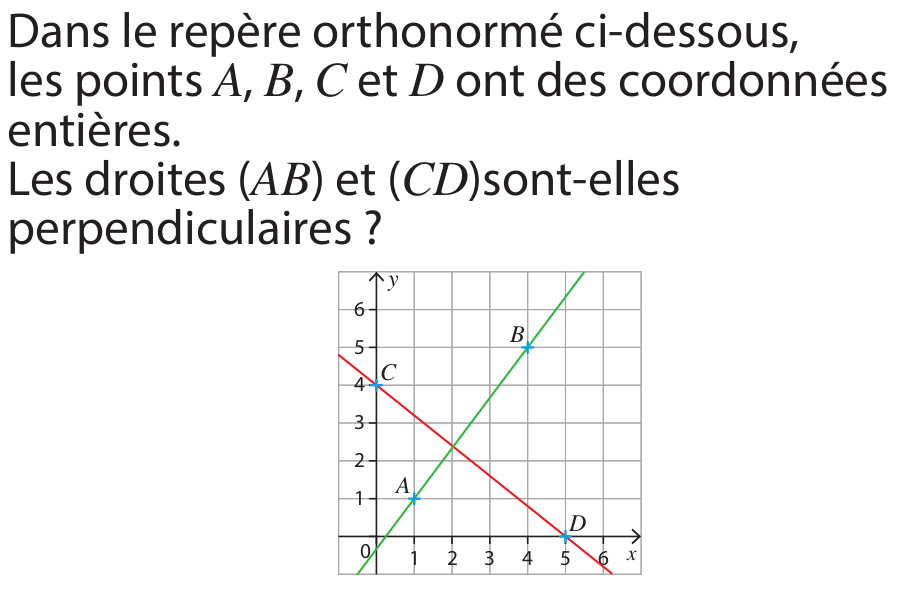 Dans le repère orthonormé ci-dessous,
les points A, B, C et D ont des coordonnées
entières.
Les droites (AB) et (CD)sont-elles
perpendiculaires ?
y
6
B
5
C
4
3
2
A
1
D
0 1 2 3 4 5 6 x